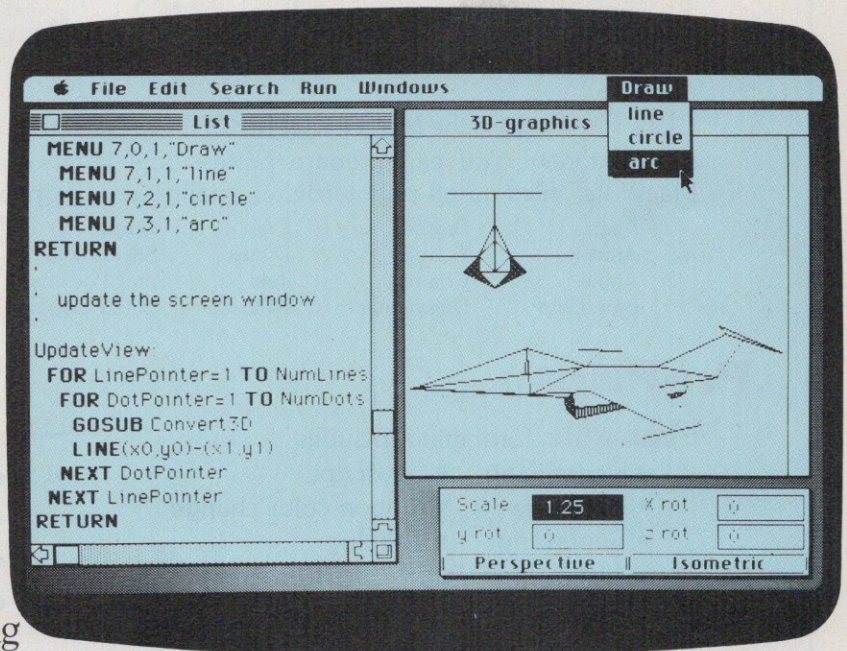 File Edit Search Run Windows Draw
line
circle
arc
List
MENU 7,0,1,"Draw"
MENU 7,1,1,"line"
MENU 7,2,1,"circle"
MENU 7,3,1,"arc"
RETURN
'
' update the screen window
'
UpdateView:
FOR LinePointer=1 TO NumLines
FOR DotPointer=1 TO NumDots
GOSUB Convert3D
LINE(x0,y0)-(x1,y1)
NEXT DotPointer
NEXT LinePointer
RETURN
3D-graphics
Scale 1.25 X rot 0
y rot 0 z rot 0
Perspective Isometric
g